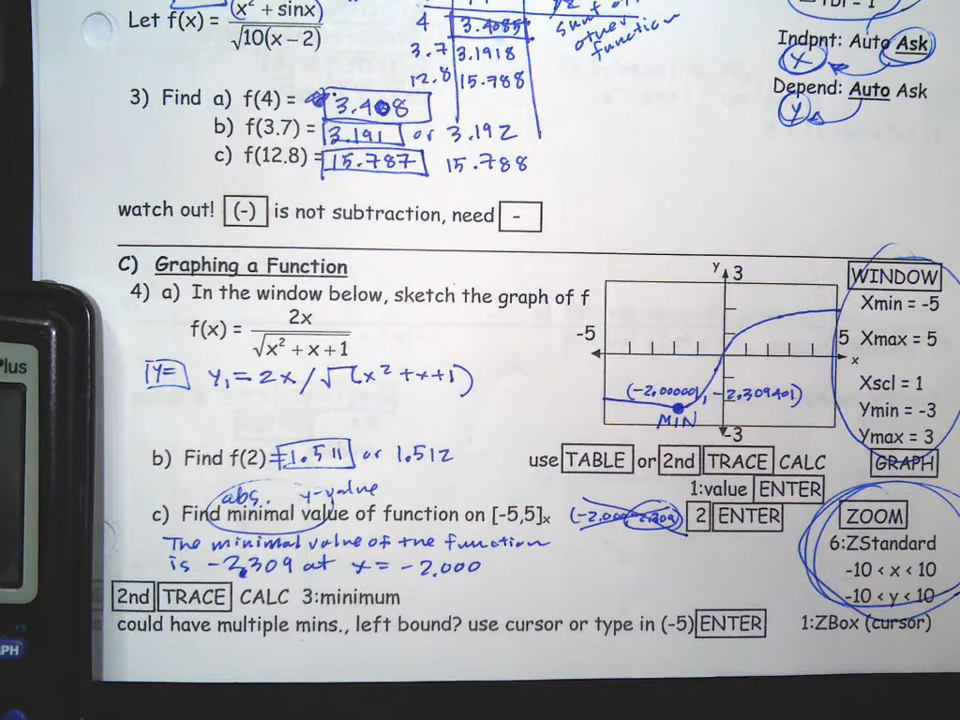 Let f(x) = (x² + sinx) / √10(x – 2)
4 3.4085
3.7 3.1918
12.8 15.788
other
function
Indpnt: Auto Ask
x
Depend: Auto Ask
y
3) Find a) f(4) = 3.408
b) f(3.7) = 3.191 or 3.192
c) f(12.8) = 15.787 15.788
watch out! (-) is not subtraction, need -
C) Graphing a Function
4) a) In the window below, sketch the graph of f
f(x) = 2x / √x² + x + 1
Y= Y₁ = 2x/√(x² + x + 1)
y 3
-5
5
x
(-2.000001, -2.309401)
MIN
-3
WINDOW
Xmin = -5
Xmax = 5
Xscl = 1
Ymin = -3
Ymax = 3
GRAPH
b) Find f(2) = 1.511 or 1.512
use TABLE or 2nd TRACE CALC
1:value ENTER
2 ENTER
abs. y-value
c) Find minimal value of function on [-5,5]ₓ
The minimal value of the function
is -2.309 at x = -2.000
ZOOM
6:ZStandard
-10 < x < 10
-10 < y < 10
1:ZBox (cursor)
2nd TRACE CALC 3:minimum
could have multiple mins., left bound? use cursor or type in (-5) ENTER
Plus